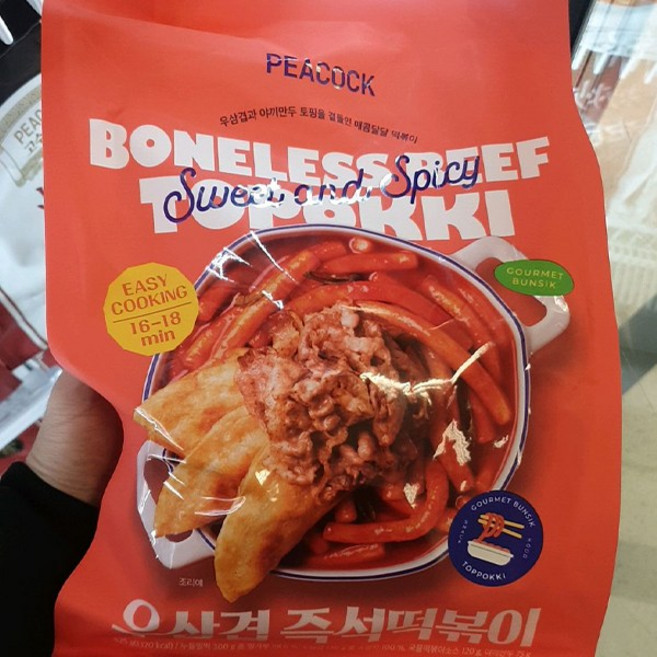 PEACOCK
우삼겹과 야끼만두 토핑을 곁들인 매콤달달 떡볶이
BONELESS BEEF
Sweet and Spicy
TOPOKKI
GOURMET
BUNSIK
EASY
COOKING
16-18
min
GOURMET BUNSIK
TOPPOKKI
조리예
우삼겹 즉석떡볶이
PEACOCK